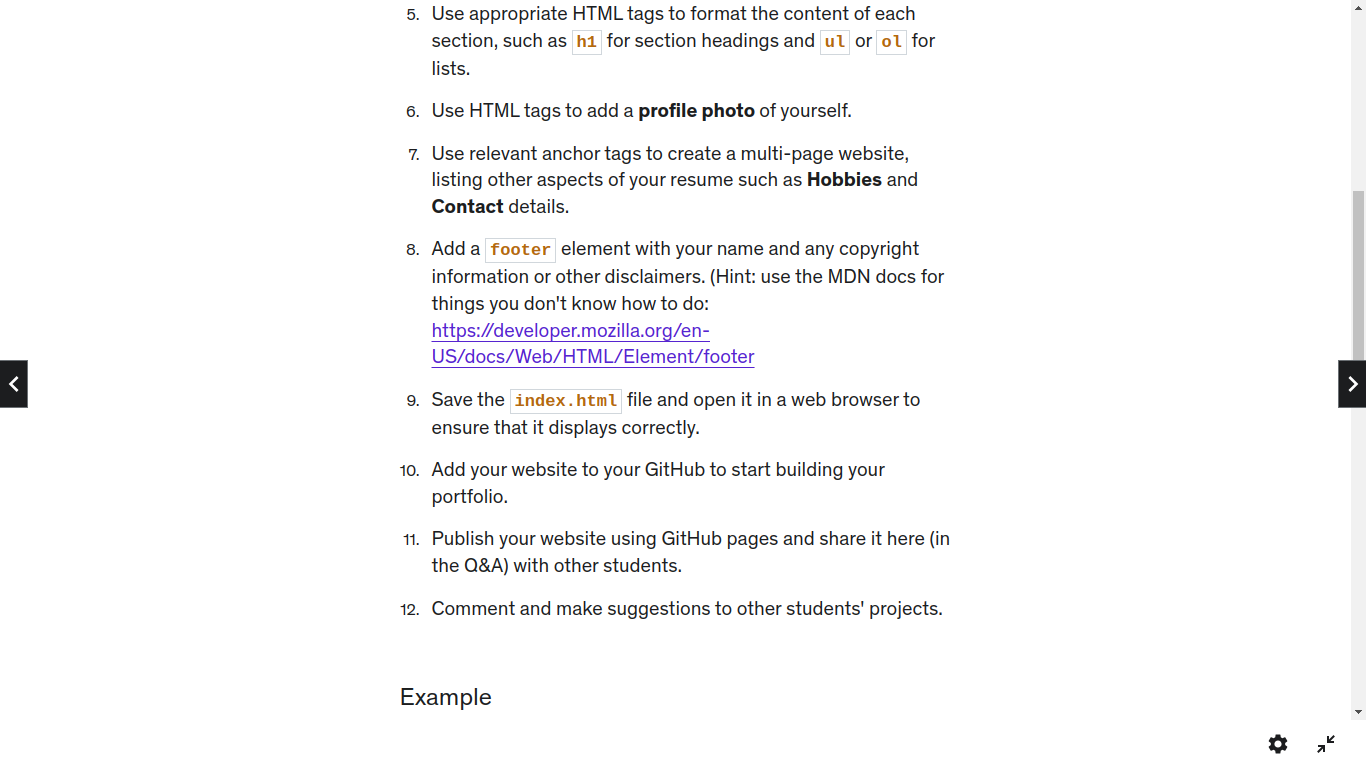 5. Use appropriate HTML tags to format the content of each
section, such as h1 for section headings and ul or ol for
lists.
6. Use HTML tags to add a profile photo of yourself.
7. Use relevant anchor tags to create a multi-page website,
listing other aspects of your resume such as Hobbies and
Contact details.
8. Add a footer element with your name and any copyright
information or other disclaimers. (Hint: use the MDN docs for
things you don't know how to do:
https://developer.mozilla.org/en-
US/docs/Web/HTML/Element/footer
9. Save the index.html file and open it in a web browser to
ensure that it displays correctly.
10. Add your website to your GitHub to start building your
portfolio.
11. Publish your website using GitHub pages and share it here (in
the Q&A) with other students.
12. Comment and make suggestions to other students' projects.
Example